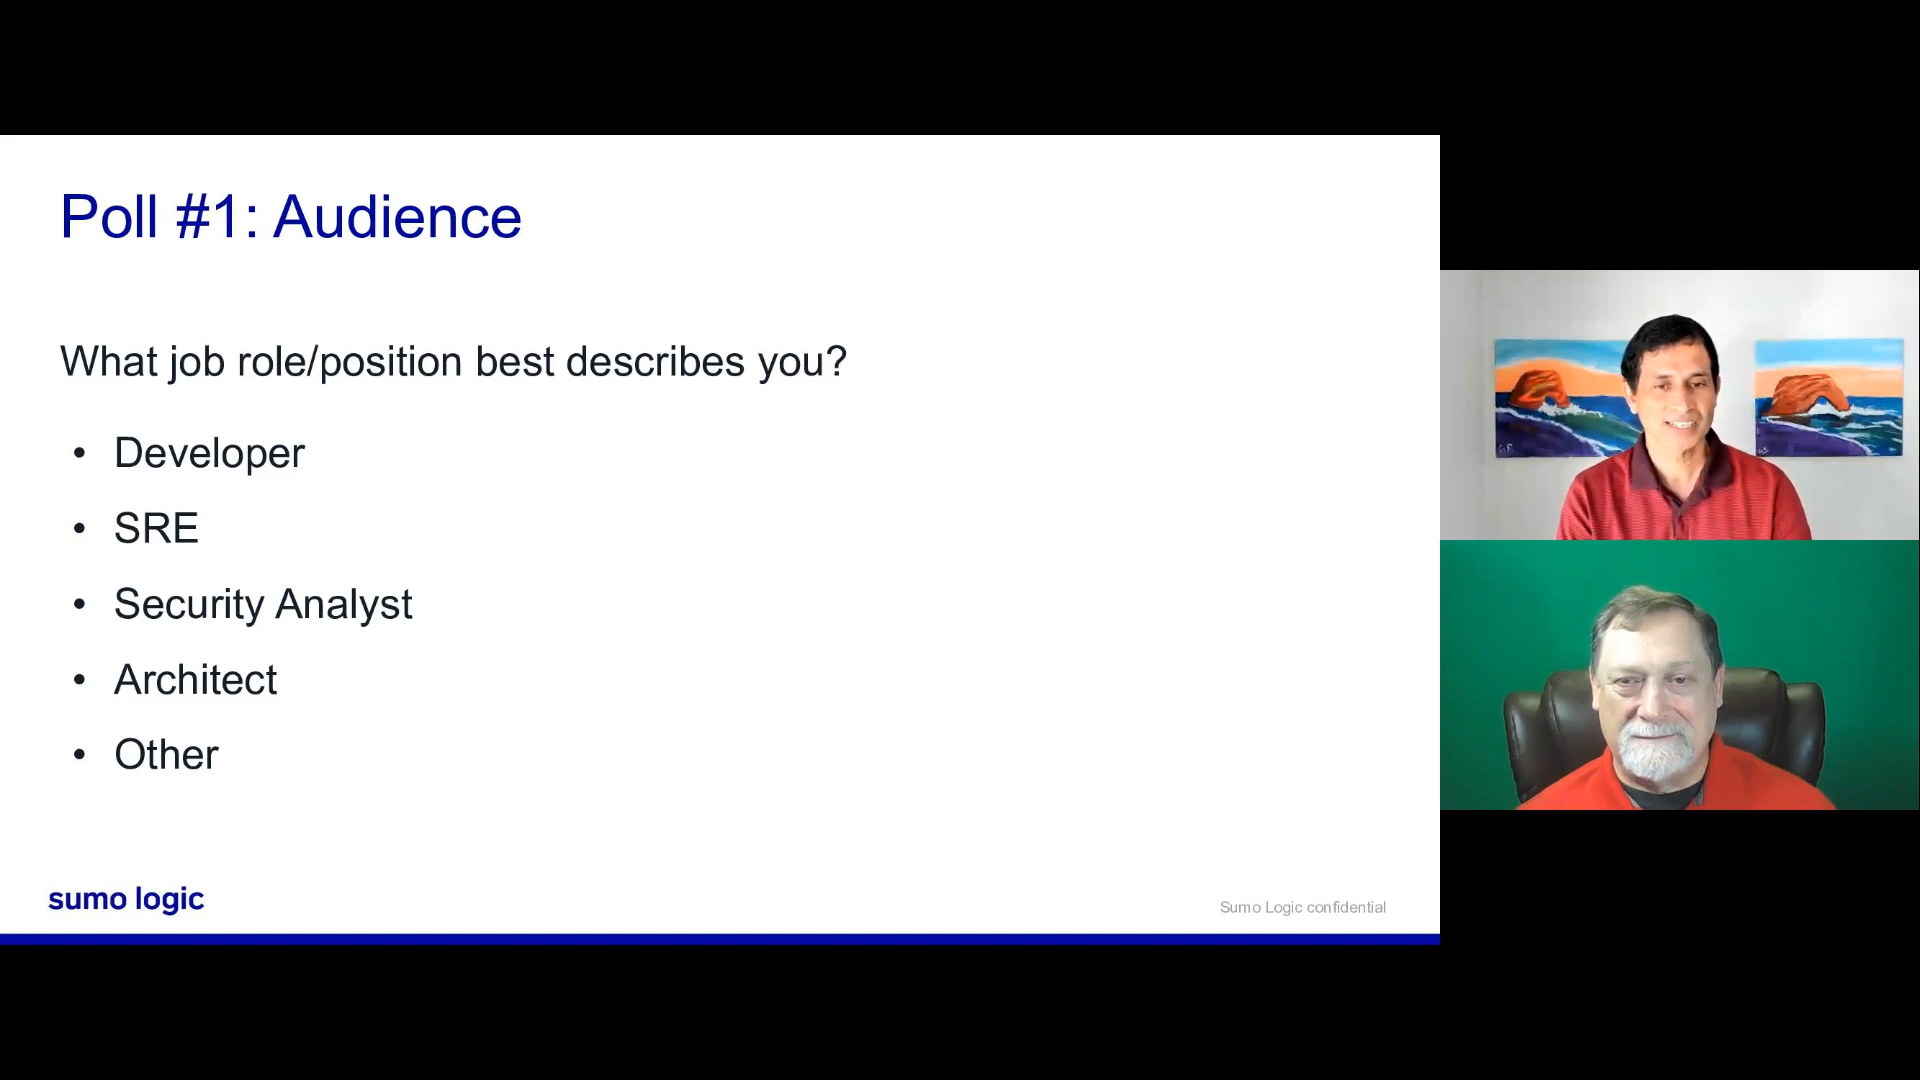 Poll #1: Audience
What job role/position best describes you?
• Developer
• SRE
• Security Analyst
• Architect
• Other
sumo logic
Sumo Logic confidential